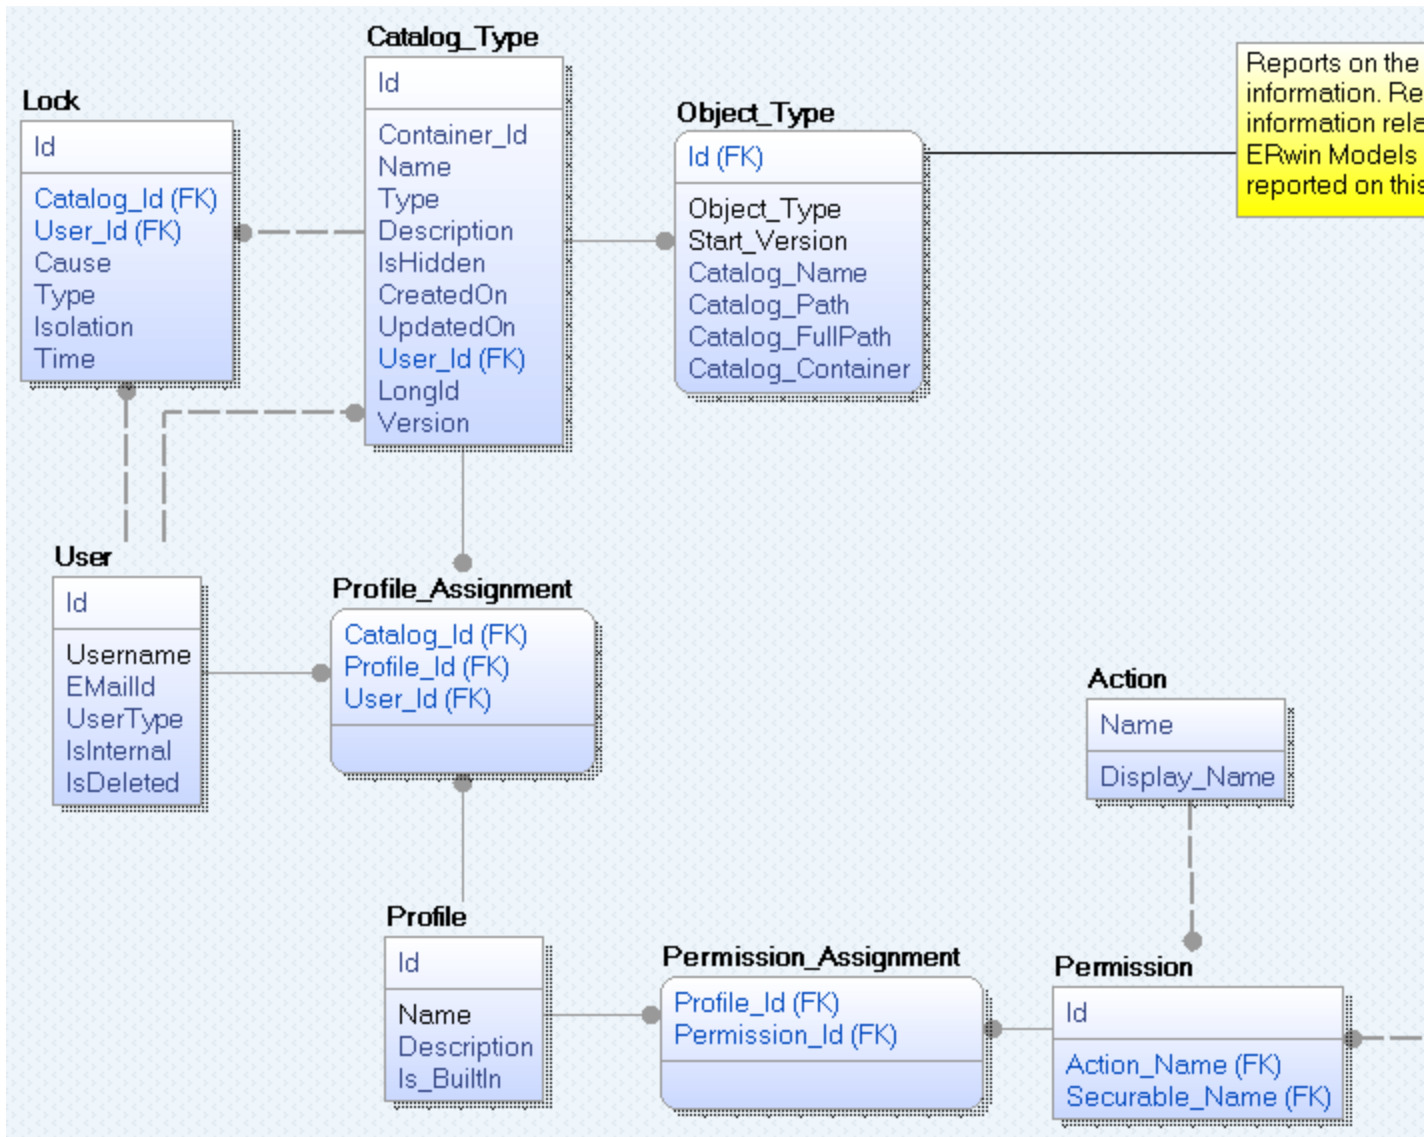 Catalog_Type
Id
Container_Id
Name
Type
Description
IsHidden
CreatedOn
UpdatedOn
User_Id (FK)
LongId
Version
Lock
Id
Catalog_Id (FK)
User_Id (FK)
Cause
Type
Isolation
Time
Object_Type
Id (FK)
Object_Type
Start_Version
Catalog_Name
Catalog_Path
Catalog_FullPath
Catalog_Container
Reports on the
information. Re
information rela
ERwin Models
reported on this
User
Id
Username
EMailId
UserType
IsInternal
IsDeleted
Profile_Assignment
Catalog_Id (FK)
Profile_Id (FK)
User_Id (FK)
Action
Name
Display_Name
Profile
Id
Name
Description
Is_BuiltIn
Permission_Assignment
Profile_Id (FK)
Permission_Id (FK)
Permission
Id
Action_Name (FK)
Securable_Name (FK)